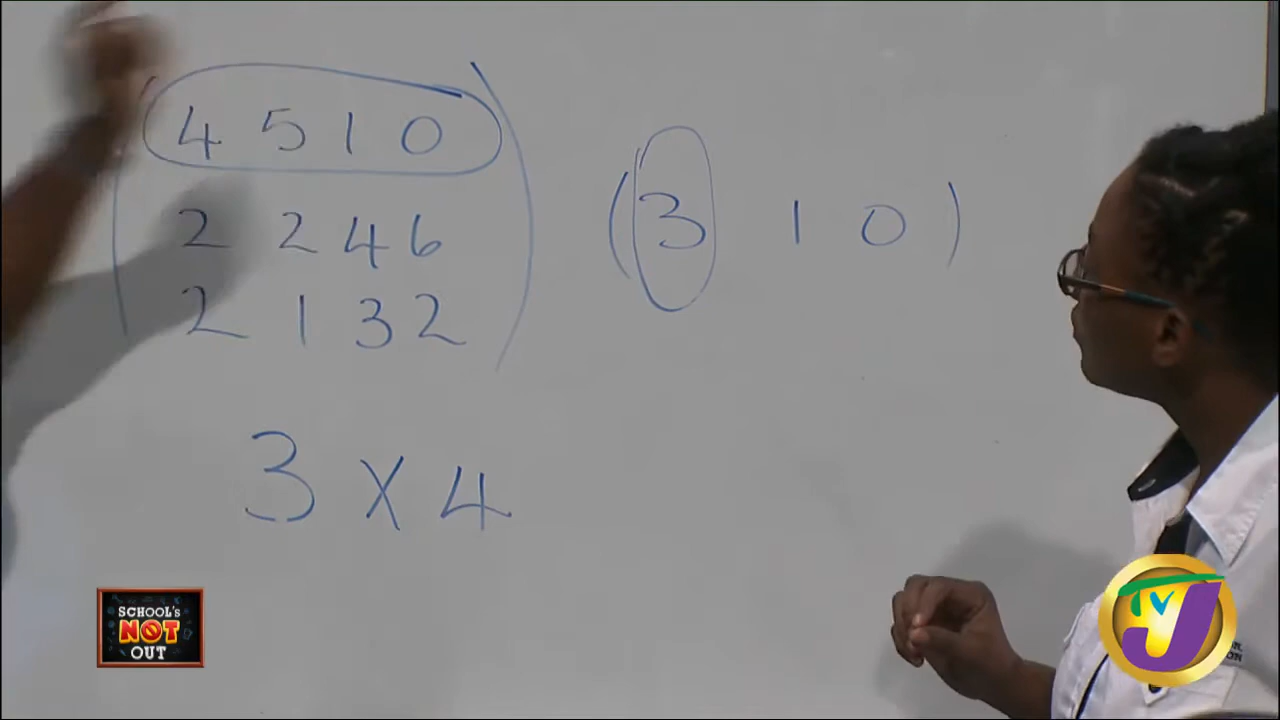 4 5 1 0
2 2 4 6
2 1 3 2
(3 1 0)
3 x 4
SCHOOL'S
NOT
OUT
TVJ